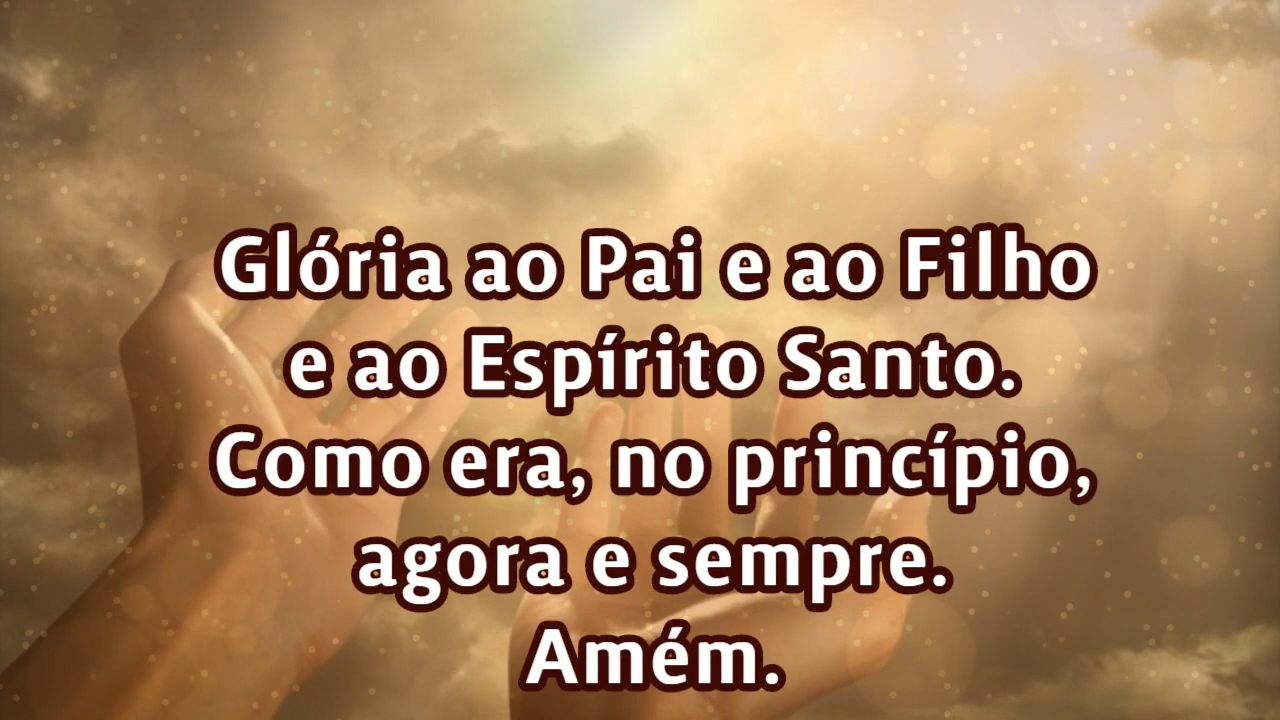 Glória ao Pai e ao Filho
e ao Espírito Santo.
Como era, no princípio,
agora e sempre.
Amém.